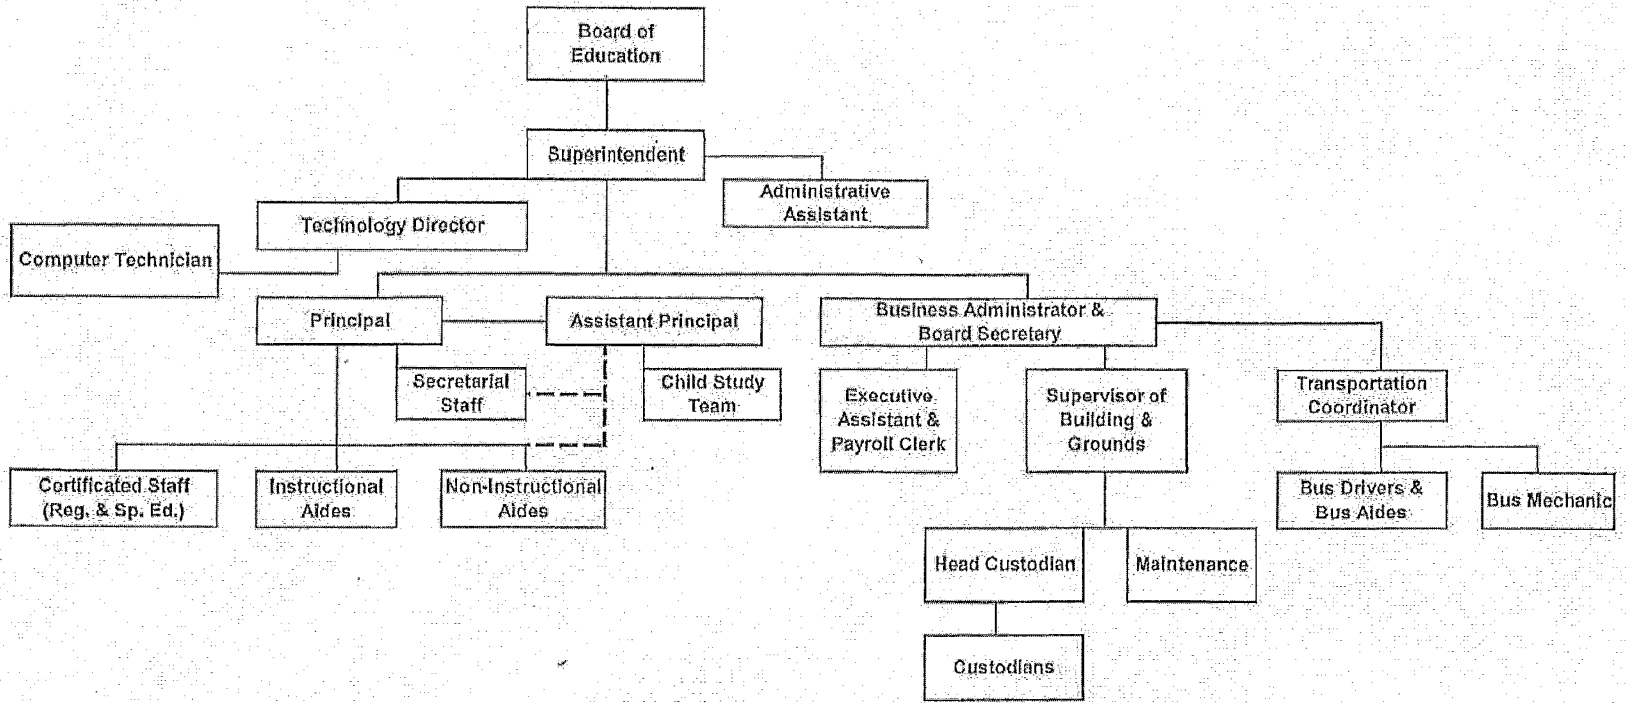 Board of
Education
Superintendent
Administrative
Assistant
Technology Director
Computer Technician
Principal
Assistant Principal
Business Administrator &
Board Secretary
Secretarial
Staff
Child Study
Team
Executive
Assistant &
Payroll Clerk
Supervisor of
Building &
Grounds
Transportation
Coordinator
Certificated Staff
(Reg. & Sp. Ed.)
Instructional
Aides
Non-Instructional
Aides
Bus Drivers &
Bus Aides
Bus Mechanic
Head Custodian
Maintenance
Custodians